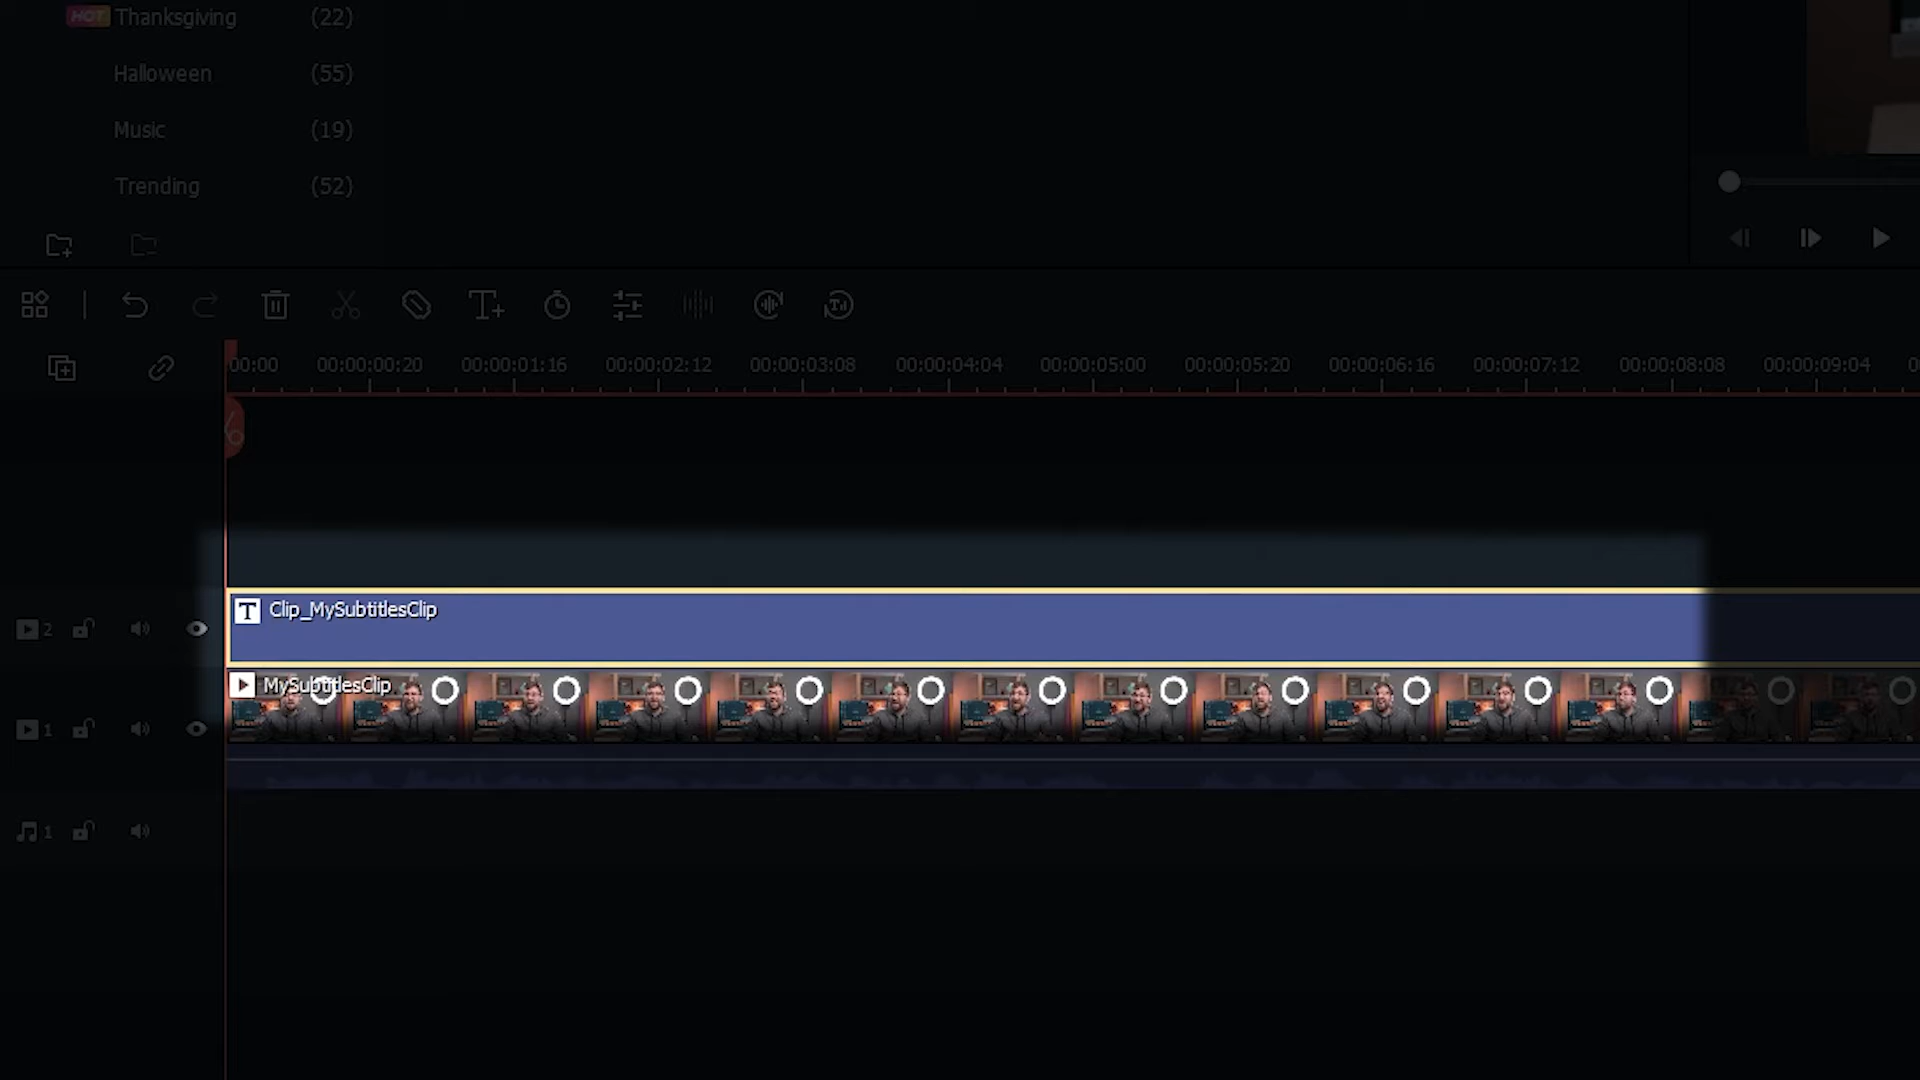 HOT Thanksgiving (22)
Halloween (55)
Music (19)
Trending (52)
00:00 00:00:00:20 00:00:01:16 00:00:02:12 00:00:03:08 00:00:04:04 00:00:05:00 00:00:05:20 00:00:06:16 00:00:07:12 00:00:08:08 00:00:09:04 0
T Clip_MySubtitlesClip
2
MySubtitlesClip
1
1